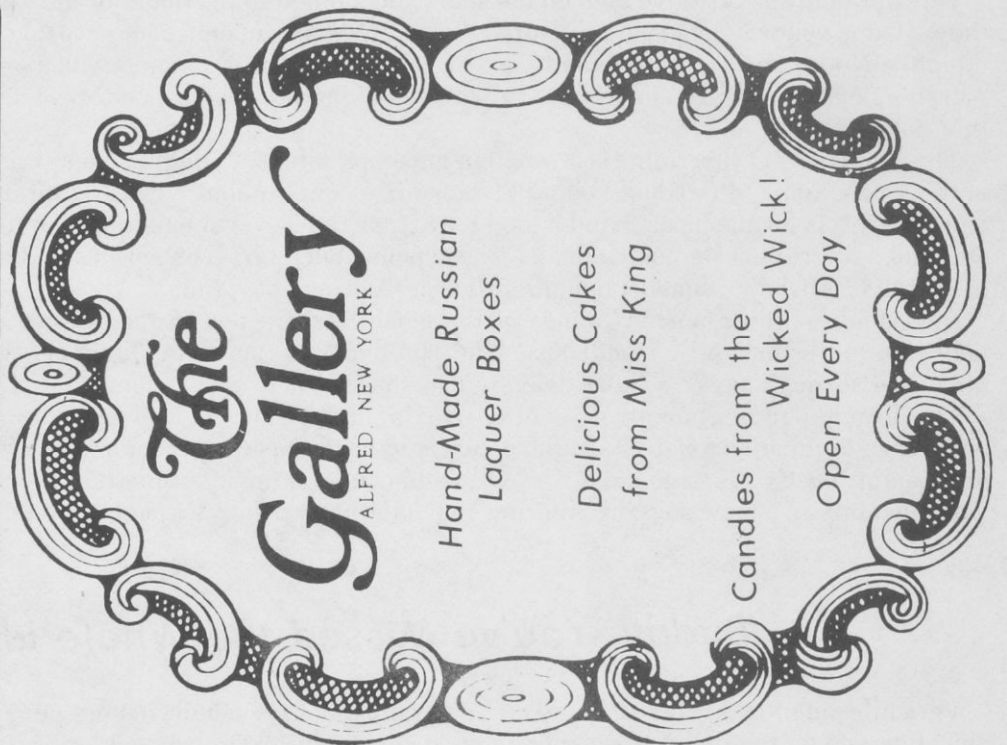 The
Gallery
ALFRED NEW YORK
Hand-Made Russian
Laquer Boxes
Delicious Cakes
from Miss King
Candles from the
Wicked Wick!
Open Every Day